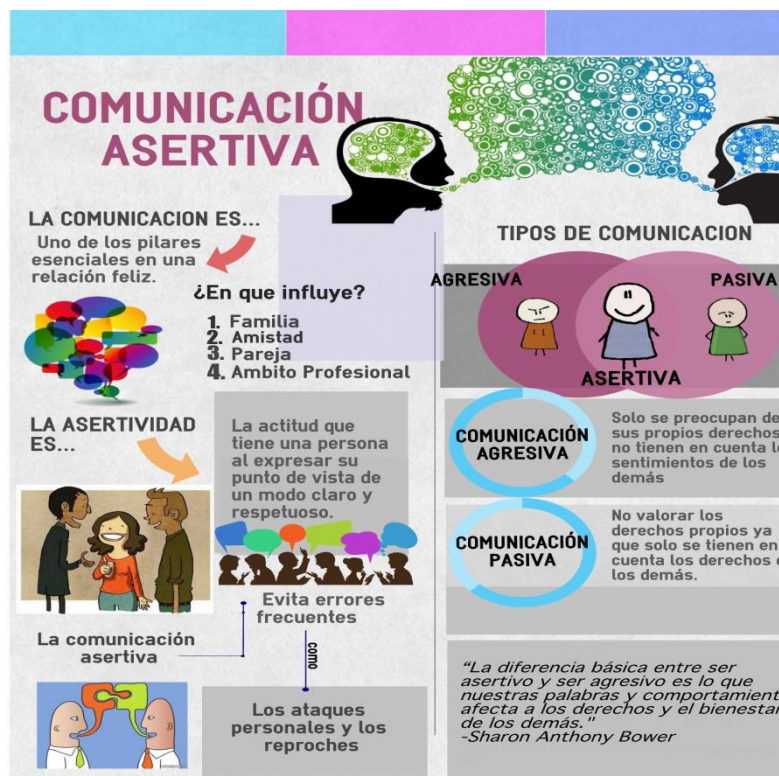 COMUNICACIÓN
ASERTIVA
LA COMUNICACION ES...
Uno de los pilares
esenciales en una
relación feliz.
¿En que influye?
1. Familia
2. Amistad
3. Pareja
4. Ambito Profesional
LA ASERTIVIDAD
ES...
La actitud que
tiene una persona
al expresar su
punto de vista de
un modo claro y
respetuoso.
La comunicación
asertiva
Evita errores
frecuentes
como
Los ataques
personales y los
reproches
TIPOS DE COMUNICACION
AGRESIVA
PASIVA
ASERTIVA
COMUNICACIÓN
AGRESIVA
Solo se preocupan de
sus propios derechos
no tienen en cuenta lo
sentimientos de los
demás
COMUNICACIÓN
PASIVA
No valorar los
derechos propios ya
que solo se tienen en
cuenta los derechos
los demás.
"La diferencia básica entre ser
asertivo y ser agresivo es lo que
nuestras palabras y comportamient
afecta a los derechos y el bienestar
de los demás."
-Sharon Anthony Bower